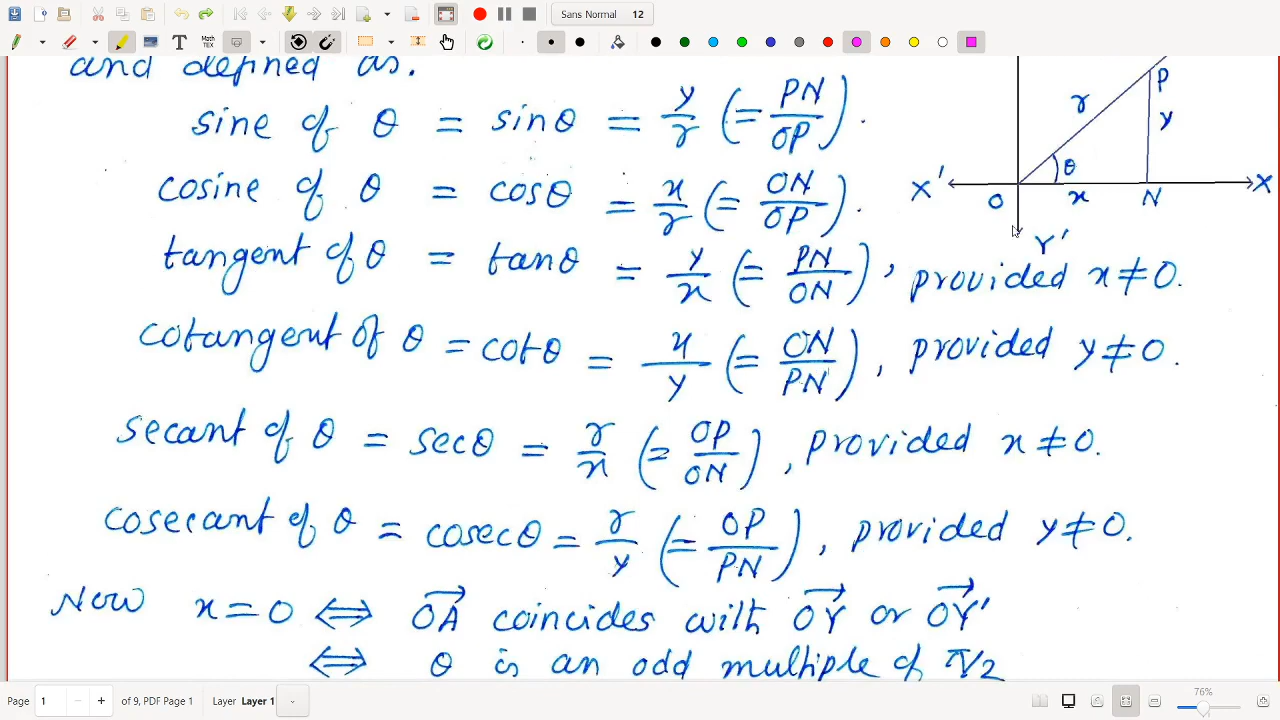 Sans Normal 12
MATH TEX
and defined as.
sine of θ = sinθ = y/r (= PN/OP).
cosine of θ = cosθ = x/r (= ON/OP).
tangent of θ = tanθ = y/x (= PN/ON), provided x≠0.
cotangent of θ = cotθ = x/y (= ON/PN), provided y≠0.
secant of θ = secθ = r/x (= OP/ON), provided x≠0.
cosecant of θ = cosecθ = r/y (= OP/PN), provided y≠0.
Now x=0 ⟺ OA→ coincides with OY→ or OY'→
⟺ θ is an odd multiple of π/2
P
r
y
θ
X' O x N X
Y'
Page 1 of 9, PDF Page 1 Layer Layer 1
76%